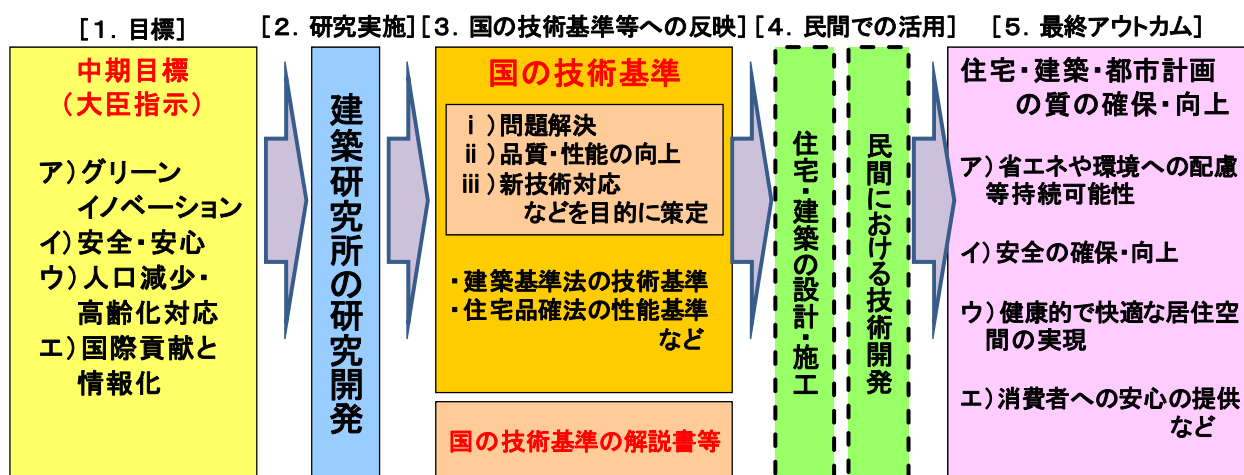 ［１．目標］
［２．研究実施］
［３．国の技術基準等への反映］
［４．民間での活用］
［５．最終アウトカム］
中期目標
（大臣指示）
ア）グリーン
イノベーション
イ）安全・安心
ウ）人口減少・
高齢化対応
エ）国際貢献と
情報化
建築研究所の研究開発
国の技術基準
ⅰ）問題解決
ⅱ）品質・性能の向上
ⅲ）新技術対応
などを目的に策定
・建築基準法の技術基準
・住宅品確法の性能基準
など
国の技術基準の解説書等
住宅・建築の設計・施工
民間における技術開発
住宅・建築・都市計画
の質の確保・向上
ア）省エネや環境への配慮
等持続可能性
イ）安全の確保・向上
ウ）健康的で快適な居住空
間の実現
エ）消費者への安心の提供
など